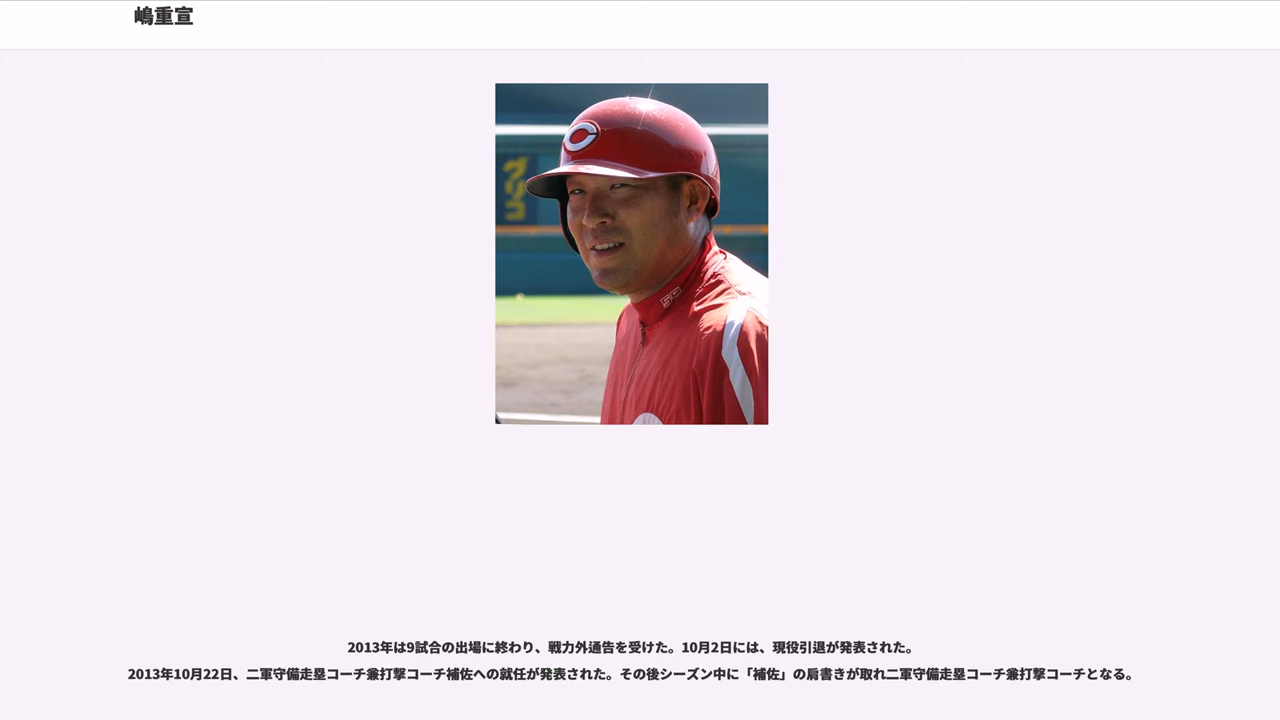 嶋重宣
グリコ
55
2013年は9試合の出場に終わり、戦力外通告を受けた。10月2日には、現役引退が発表された。
2013年10月22日、二軍守備走塁コーチ兼打撃コーチ補佐への就任が発表された。その後シーズン中に「補佐」の肩書きが取れ二軍守備走塁コーチ兼打撃コーチとなる。